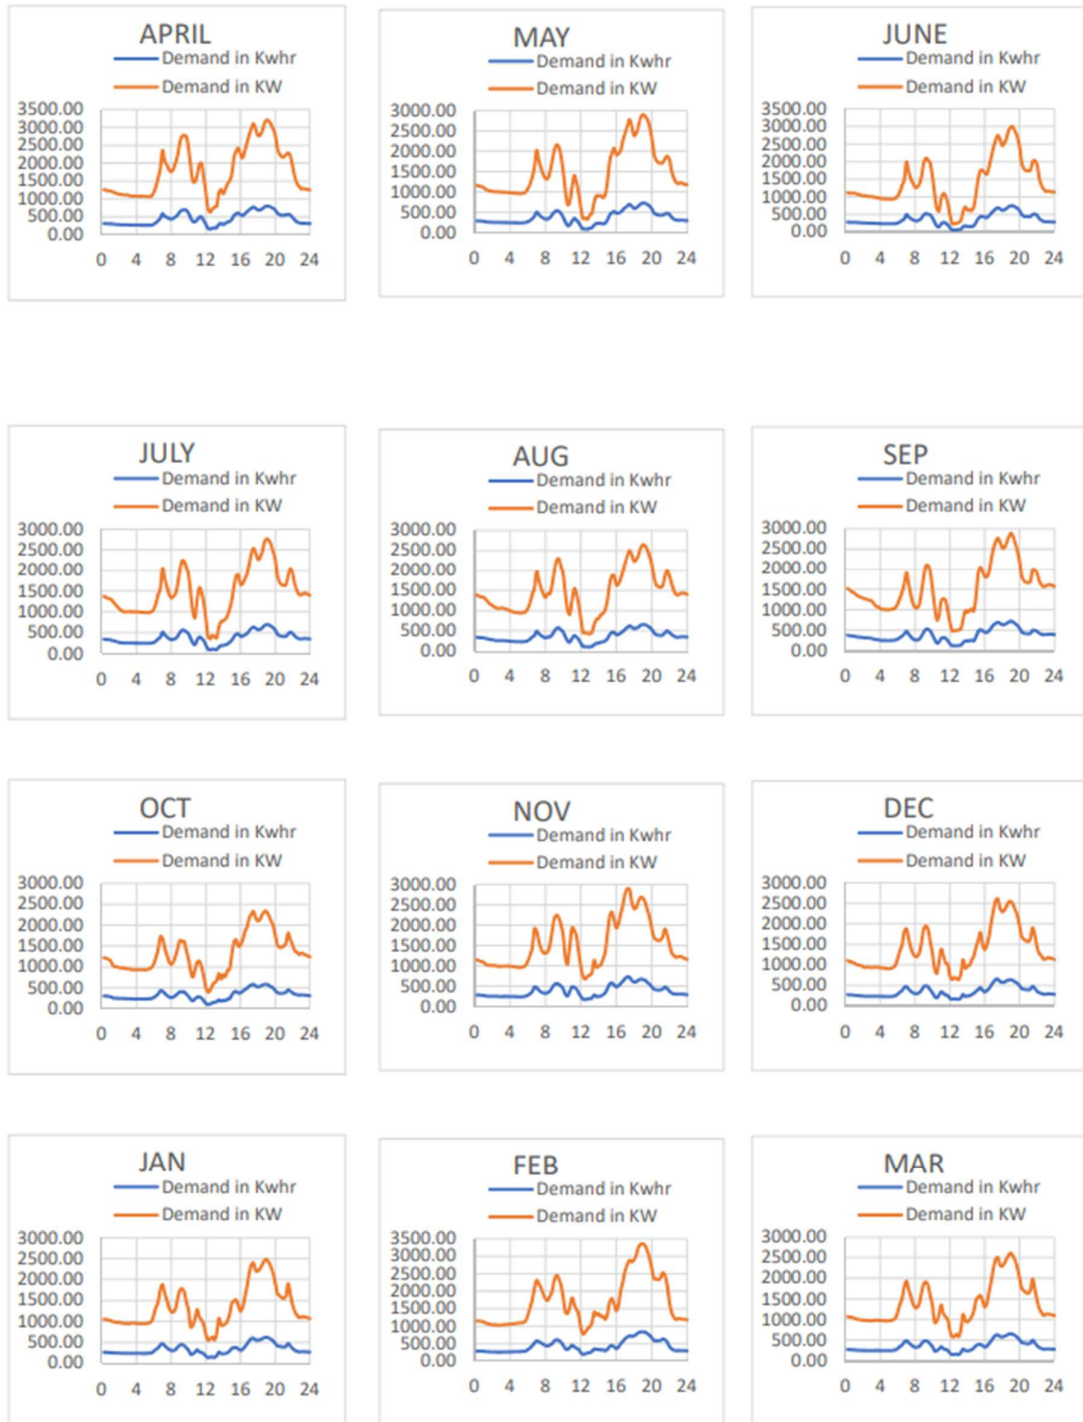 APRIL
Demand in Kwhr
Demand in KW
3500.00
3000.00
2500.00
2000.00
1500.00
1000.00
500.00
0.00
0 4 8 12 16 20 24
MAY
Demand in Kwhr
Demand in KW
3000.00
2500.00
2000.00
1500.00
1000.00
500.00
0.00
0 4 8 12 16 20 24
JUNE
Demand in Kwhr
Demand in KW
3500.00
3000.00
2500.00
2000.00
1500.00
1000.00
500.00
0.00
0 4 8 12 16 20 24
JULY
Demand in Kwhr
Demand in KW
3000.00
2500.00
2000.00
1500.00
1000.00
500.00
0.00
0 4 8 12 16 20 24
AUG
Demand in Kwhr
Demand in KW
3000.00
2500.00
2000.00
1500.00
1000.00
500.00
0.00
0 4 8 12 16 20 24
SEP
Demand in Kwhr
Demand in KW
3000.00
2500.00
2000.00
1500.00
1000.00
500.00
0.00
0 4 8 12 16 20 24
OCT
Demand in Kwhr
Demand in KW
3000.00
2500.00
2000.00
1500.00
1000.00
500.00
0.00
0 4 8 12 16 20 24
NOV
Demand in Kwhr
Demand in KW
3000.00
2500.00
2000.00
1500.00
1000.00
500.00
0.00
0 4 8 12 16 20 24
DEC
Demand in Kwhr
Demand in KW
3000.00
2500.00
2000.00
1500.00
1000.00
500.00
0.00
0 4 8 12 16 20 24
JAN
Demand in Kwhr
Demand in KW
3000.00
2500.00
2000.00
1500.00
1000.00
500.00
0.00
0 4 8 12 16 20 24
FEB
Demand in Kwhr
Demand in KW
3500.00
3000.00
2500.00
2000.00
1500.00
1000.00
500.00
0.00
0 4 8 12 16 20 24
MAR
Demand in Kwhr
Demand in KW
3000.00
2500.00
2000.00
1500.00
1000.00
500.00
0.00
0 4 8 12 16 20 24